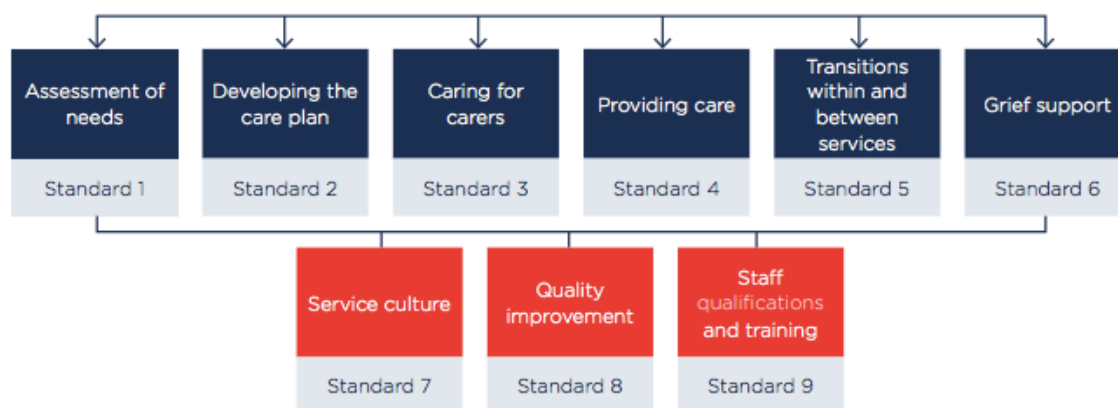 Assessment of
needs
Standard 1
Developing the
care plan
Standard 2
Caring for
carers
Standard 3
Providing care
Standard 4
Transitions
within and
between
services
Standard 5
Grief support
Standard 6
Service culture
Standard 7
Quality
improvement
Standard 8
Staff
qualifications
and training
Standard 9